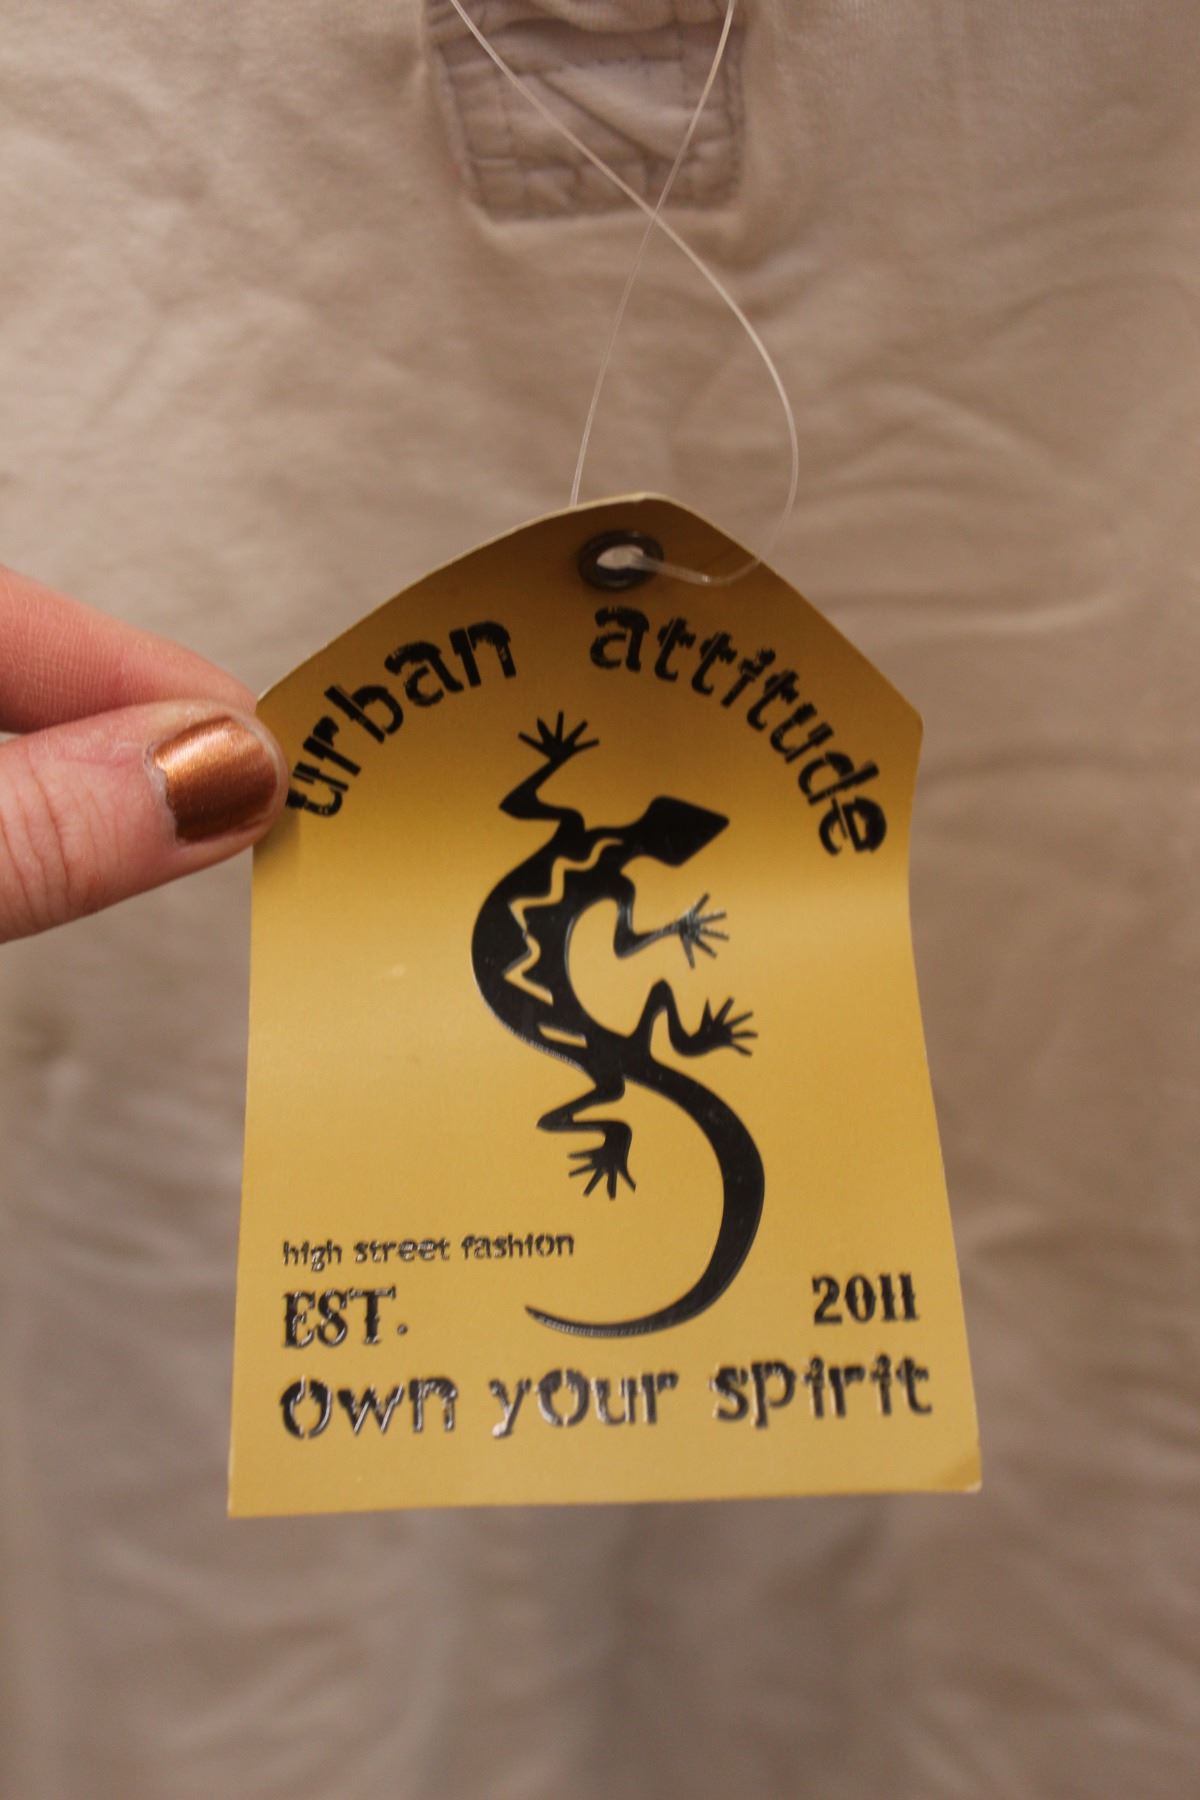 urban attitude
high street fashion
EST. 2011
own your spirit